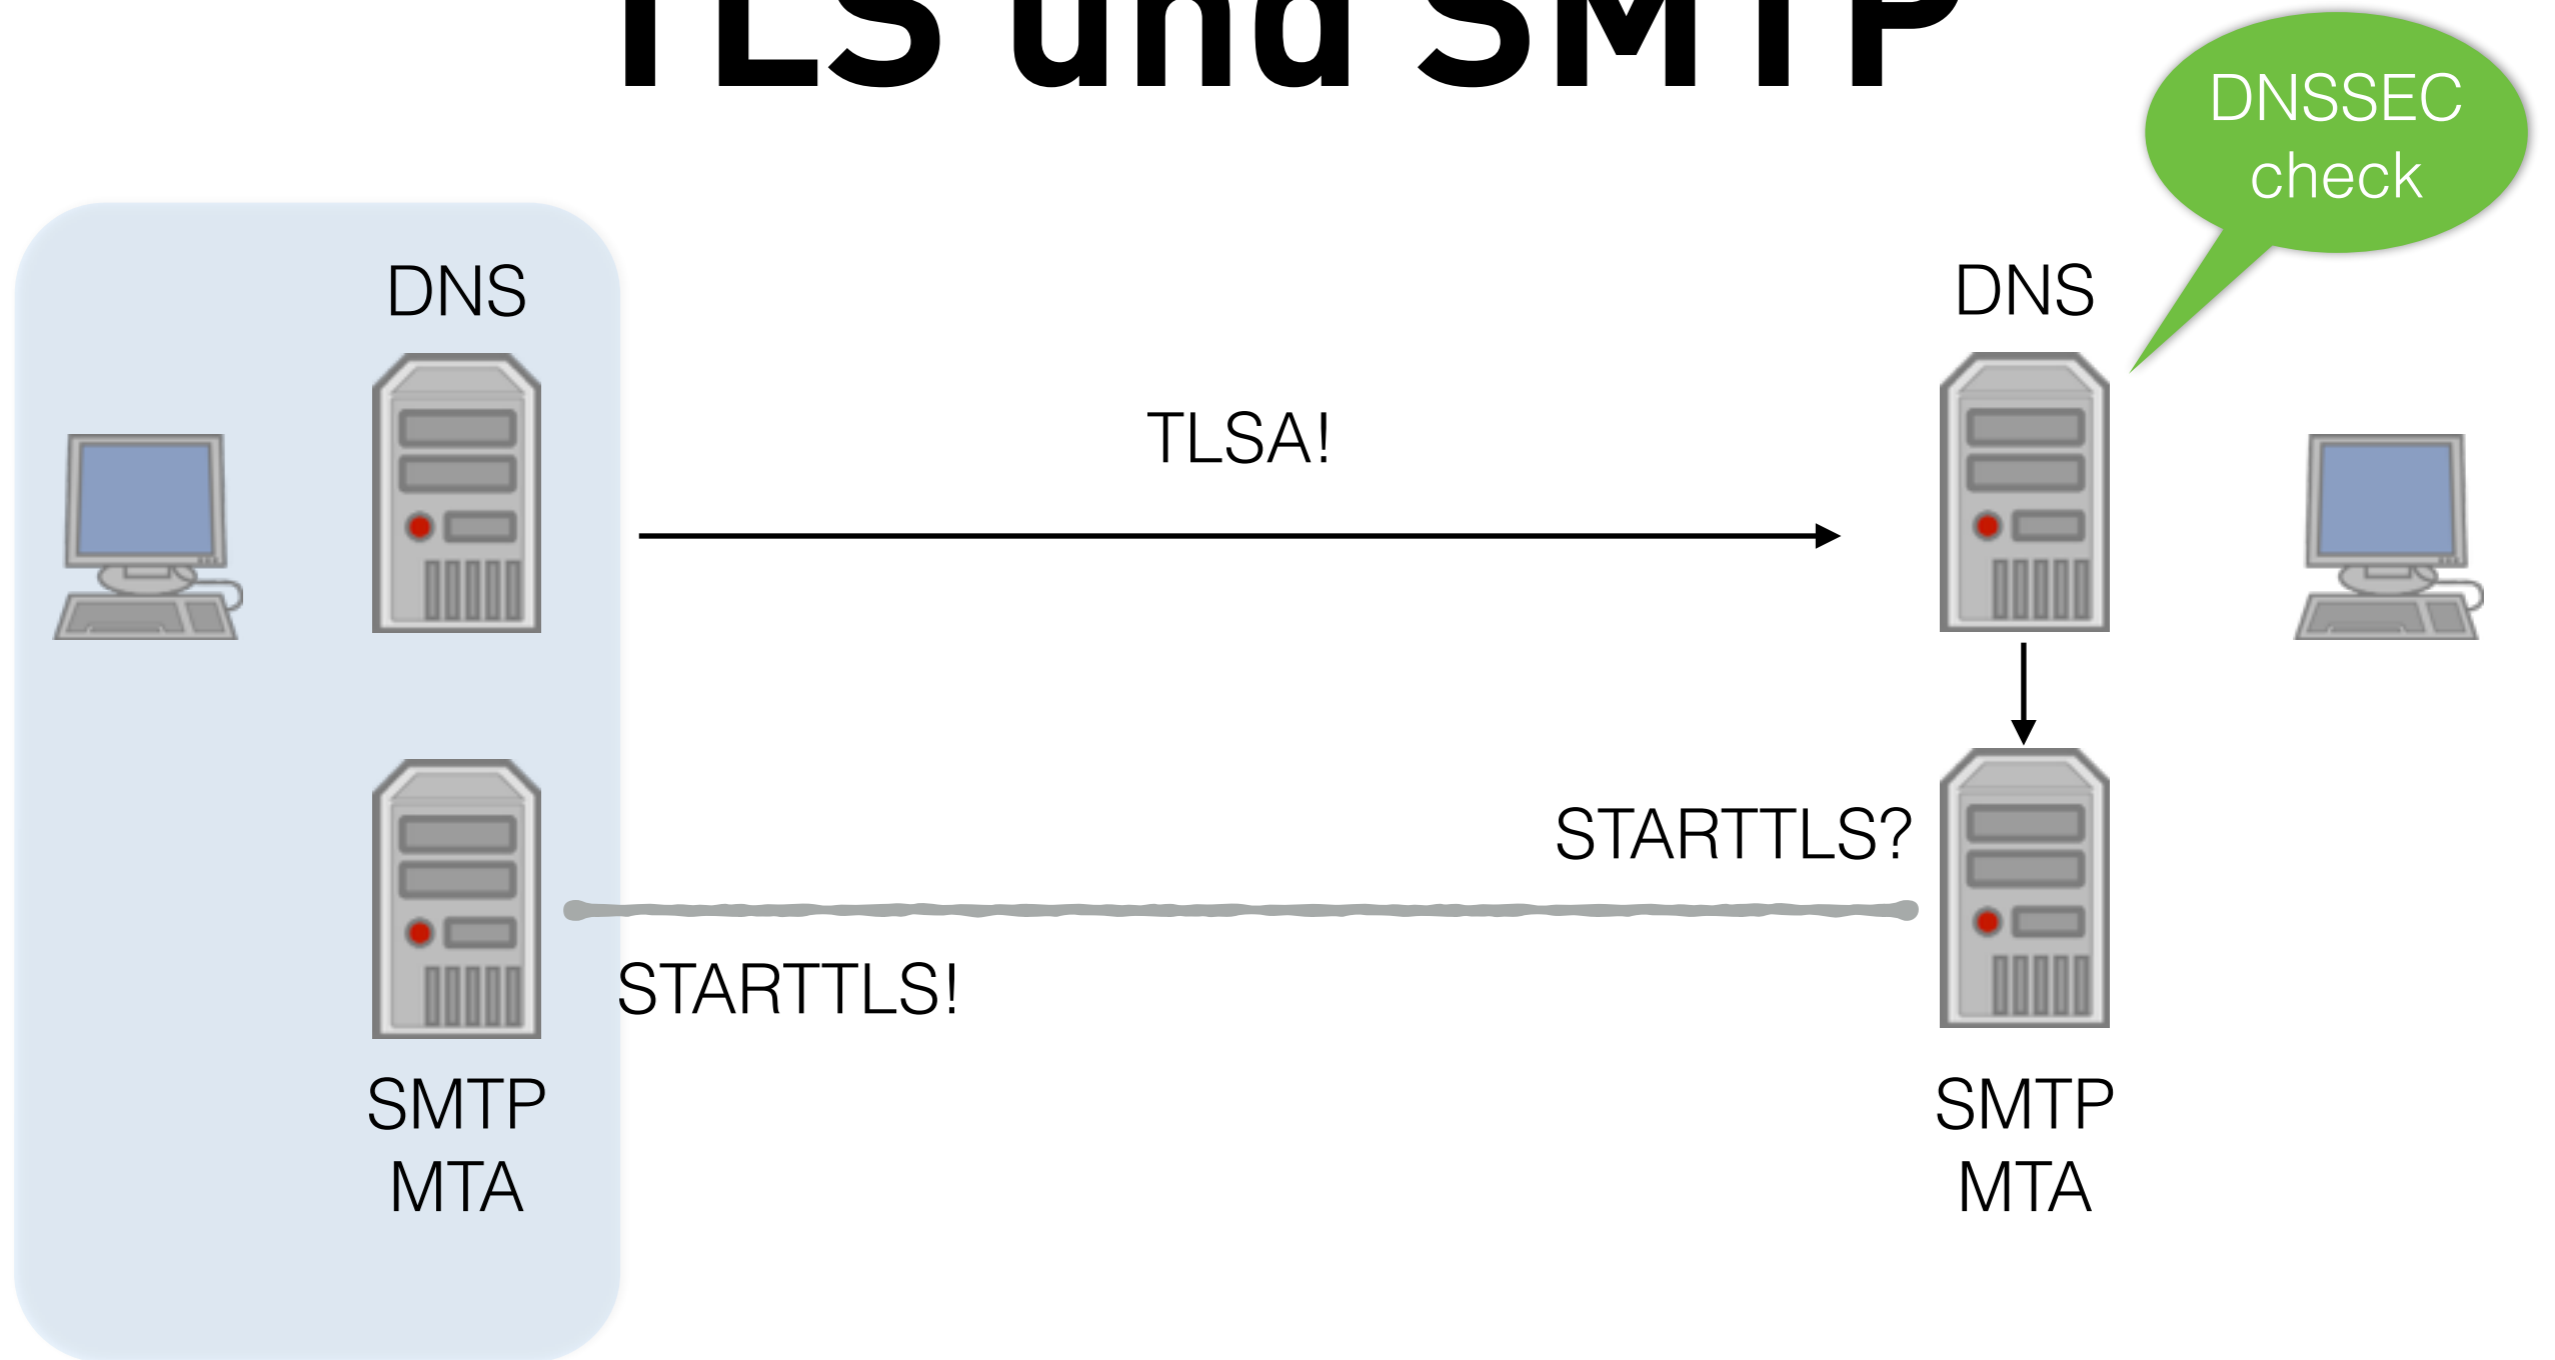 TLS und SMTP
DNSSEC
check
DNS
DNS
TLSA!
STARTTLS?
STARTTLS!
SMTP
MTA
SMTP
MTA